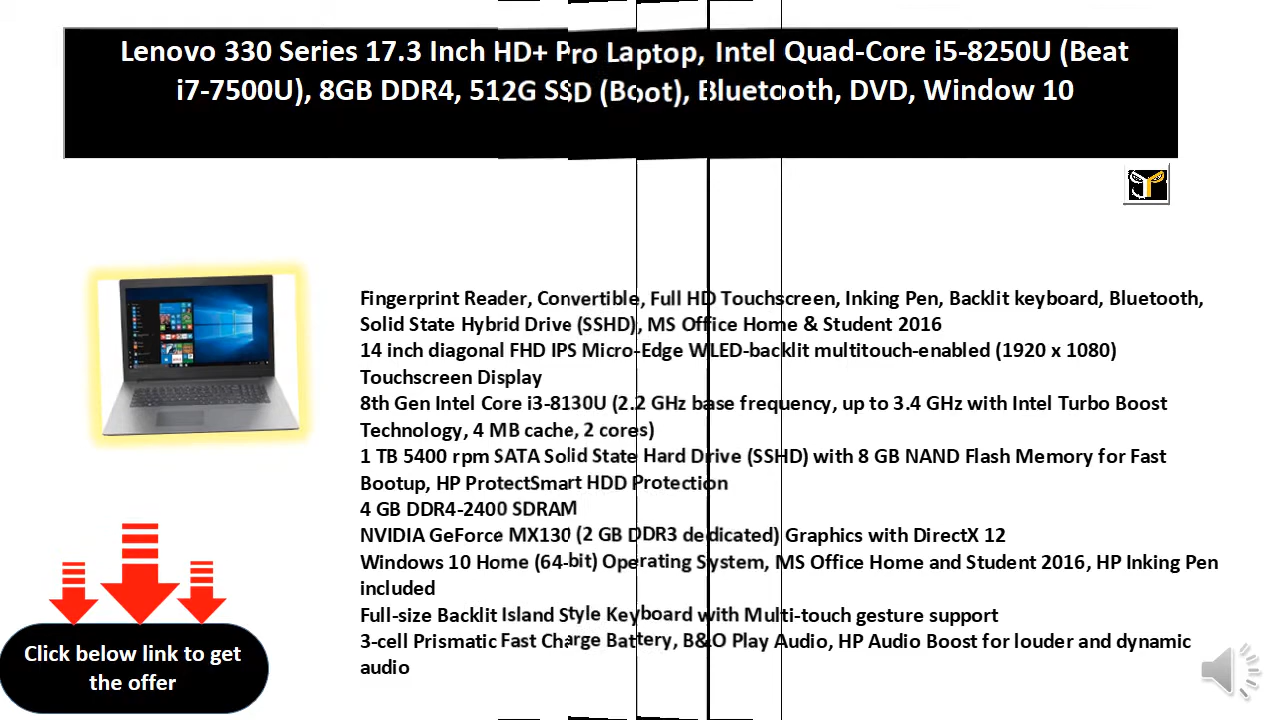 Lenovo 330 Series 17.3 Inch HD+ Pro Laptop, Intel Quad-Core i5-8250U (Beat
i7-7500U), 8GB DDR4, 512G SSD (Boot), Bluetooth, DVD, Window 10
Fingerprint Reader, Convertible, Full HD Touchscreen, Inking Pen, Backlit keyboard, Bluetooth,
Solid State Hybrid Drive (SSHD), MS Office Home & Student 2016
14 inch diagonal FHD IPS Micro-Edge WLED-backlit multitouch-enabled (1920 x 1080)
Touchscreen Display
8th Gen Intel Core i3-8130U (2.2 GHz base frequency, up to 3.4 GHz with Intel Turbo Boost
Technology, 4 MB cache, 2 cores)
1 TB 5400 rpm SATA Solid State Hard Drive (SSHD) with 8 GB NAND Flash Memory for Fast
Bootup, HP ProtectSmart HDD Protection
4 GB DDR4-2400 SDRAM
NVIDIA GeForce MX130 (2 GB DDR3 dedicated) Graphics with DirectX 12
Windows 10 Home (64-bit) Operating System, MS Office Home and Student 2016, HP Inking Pen
included
Full-size Backlit Island Style Keyboard with Multi-touch gesture support
3-cell Prismatic Fast Charge Battery, B&O Play Audio, HP Audio Boost for louder and dynamic
audio
Click below link to get
the offer